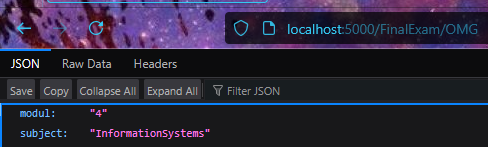 localhost:5000/FinalExam/OMG
JSON Raw Data Headers
Save Copy Collapse All Expand All Filter JSON
modul: "4"
subject: "InformationSystems"